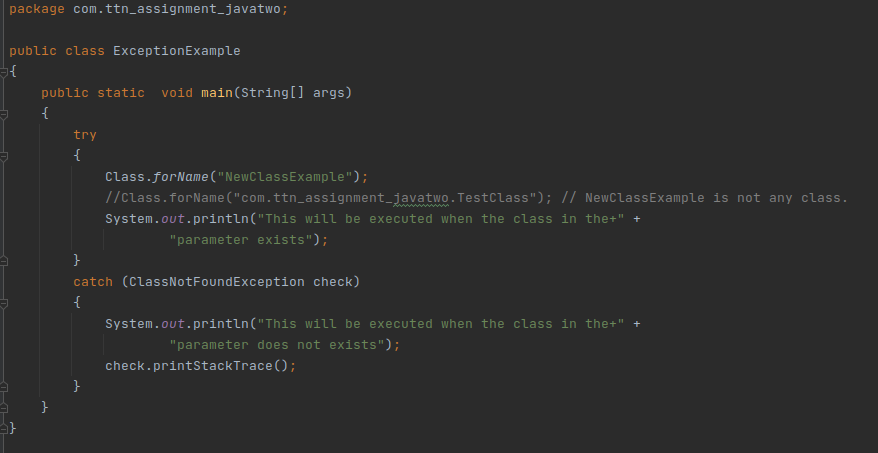 package com.ttn_assignment_javatwo;
public class ExceptionExample
{
public static  void main(String[] args)
{
try
{
Class.forName("NewClassExample");
//Class.forName("com.ttn_assignment_javatwo.TestClass"); // NewClassExample is not any class.
System.out.println("This will be executed when the class in the+" +
"parameter exists");
}
catch (ClassNotFoundException check)
{
System.out.println("This will be executed when the class in the+" +
"parameter does not exists");
check.printStackTrace();
}
}
}